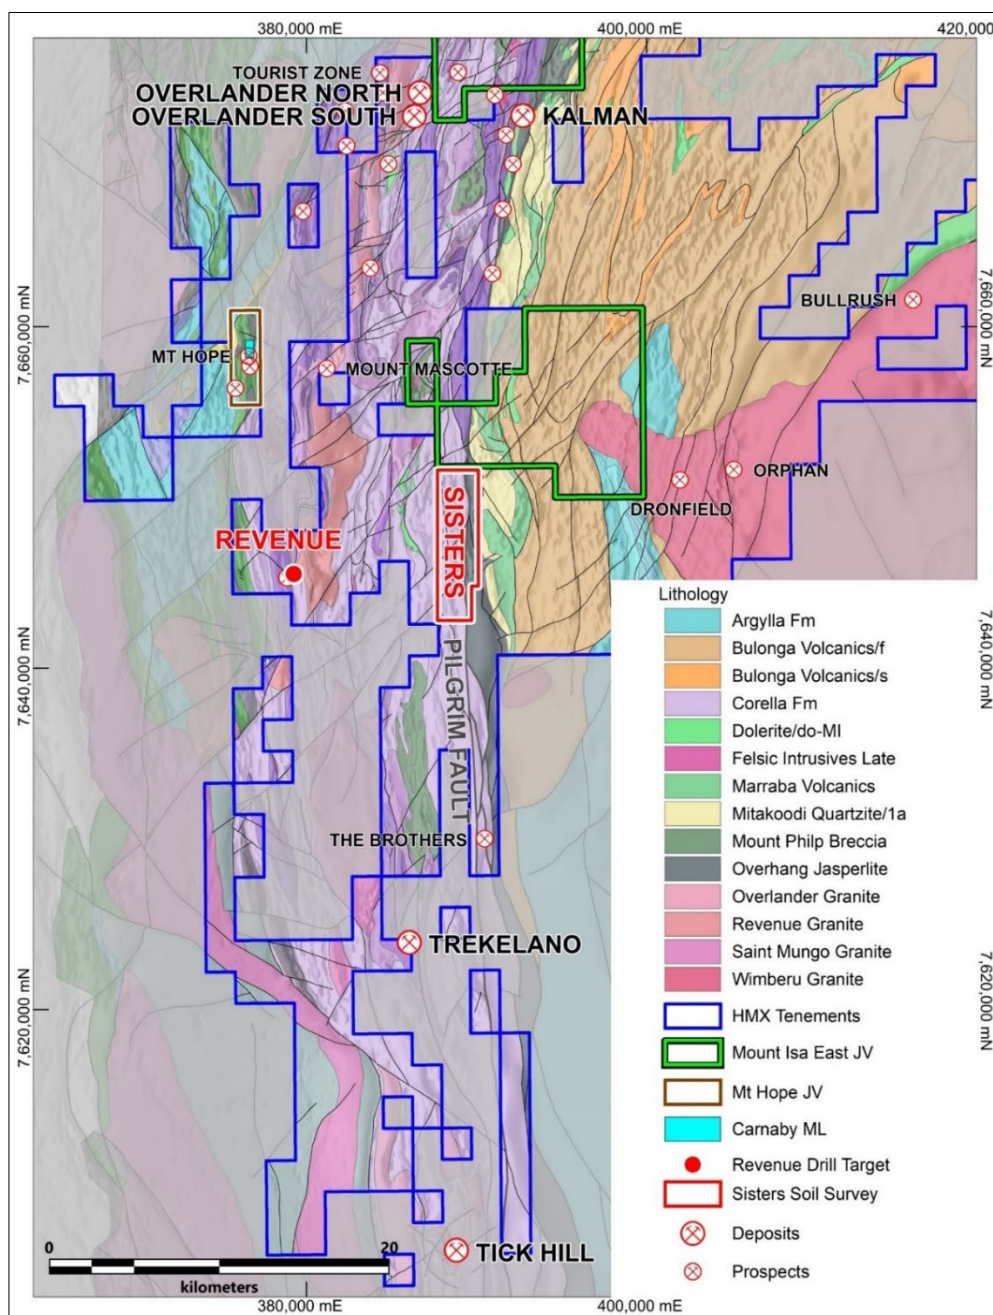 380,000 mE
400,000 mE
420,000
TOURIST ZONE
OVERLANDER NORTH
OVERLANDER SOUTH
KALMAN
7,660,000 mN
7,660,000 mN
BULLRUSH
MT HOPE
MOUNT MASCOTTE
ORPHAN
DRONFIELD
SISTERS
REVENUE
7,640,000 mN
7,640,000 mN
PILGRIM FAULT
THE BROTHERS
TREKELANO
7,620,000 mN
7,620,000 mN
TICK HILL
Lithology
Argylla Fm
Bulonga Volcanics/f
Bulonga Volcanics/s
Corella Fm
Dolerite/do-MI
Felsic Intrusives Late
Marraba Volcanics
Mitakoodi Quartzite/1a
Mount Philp Breccia
Overhang Jasperlite
Overlander Granite
Revenue Granite
Saint Mungo Granite
Wimberu Granite
HMX Tenements
Mount Isa East JV
Mt Hope JV
Carnaby ML
Revenue Drill Target
Sisters Soil Survey
Deposits
Prospects
0
20
kilometers
380,000 mE
400,000 mE